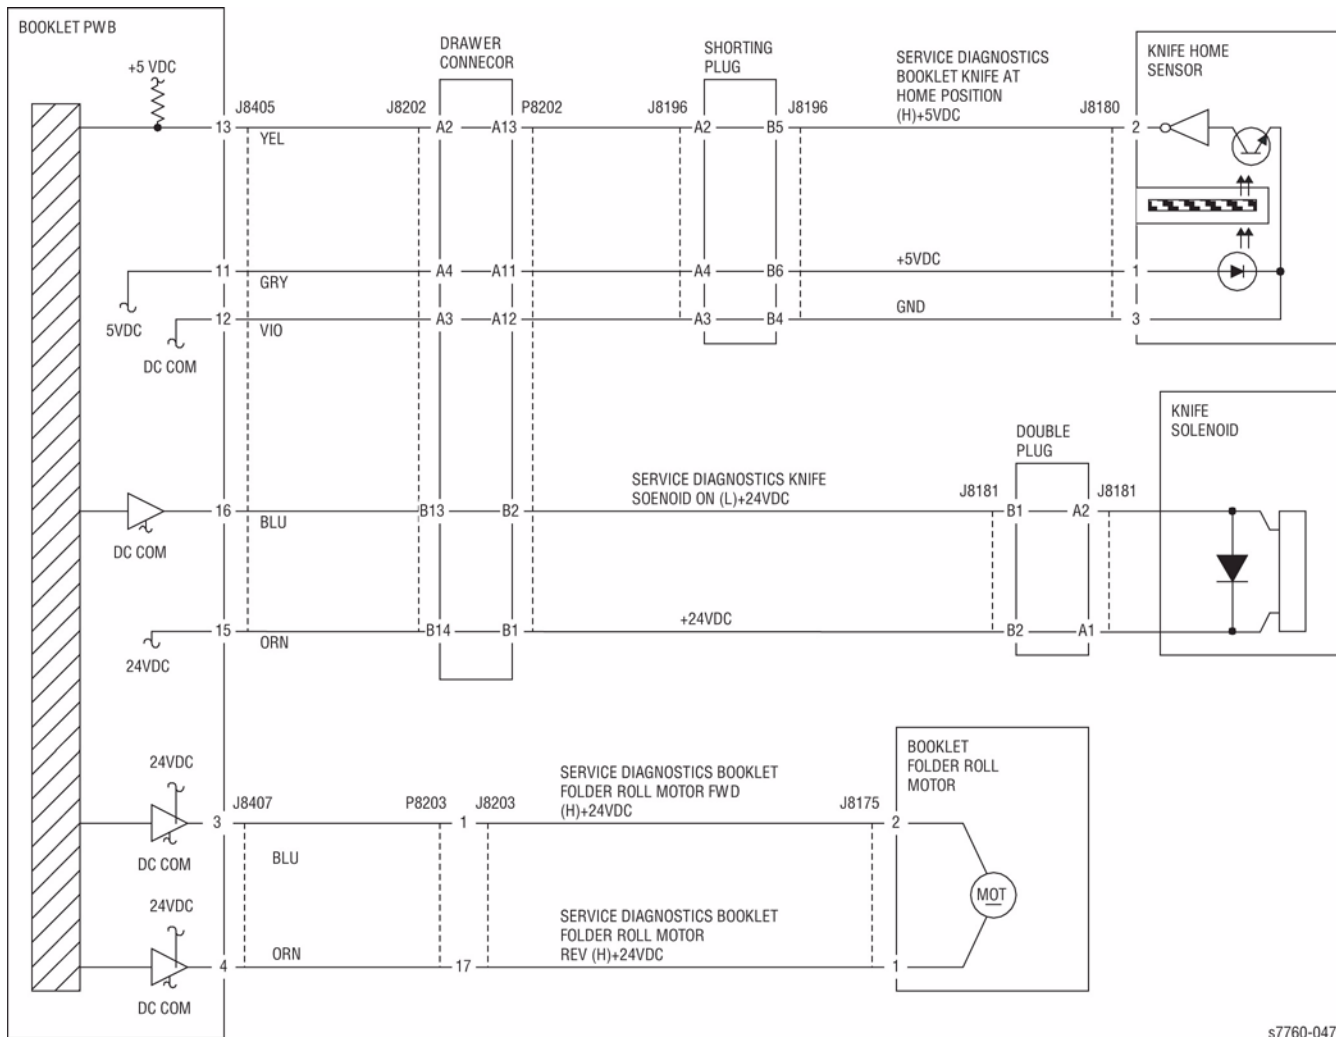 BOOKLET PWB
+5 VDC
DRAWER
CONNECOR
SHORTING
PLUG
SERVICE DIAGNOSTICS
BOOKLET KNIFE AT
HOME POSITION
(H)+5VDC
KNIFE HOME
SENSOR
J8405
J8202
P8202
J8196
J8196
J8180
13
YEL
A2
A13
A2
B5
2
11
GRY
A4
A11
A4
B6
+5VDC
1
5VDC
12
VIO
A3
A12
A3
B4
GND
3
DC COM
KNIFE
SOLENOID
DOUBLE
PLUG
SERVICE DIAGNOSTICS KNIFE
SOENOID ON (L)+24VDC
J8181
J8181
16
BLU
B13
B2
B1
A2
DC COM
15
ORN
B14
B1
+24VDC
B2
A1
24VDC
BOOKLET
FOLDER ROLL
MOTOR
24VDC
SERVICE DIAGNOSTICS BOOKLET
FOLDER ROLL MOTOR FWD
(H)+24VDC
J8407
P8203
J8203
J8175
3
1
2
DC COM
BLU
MOT
24VDC
SERVICE DIAGNOSTICS BOOKLET
FOLDER ROLL MOTOR
REV (H)+24VDC
4
ORN
17
1
DC COM
s7760-047